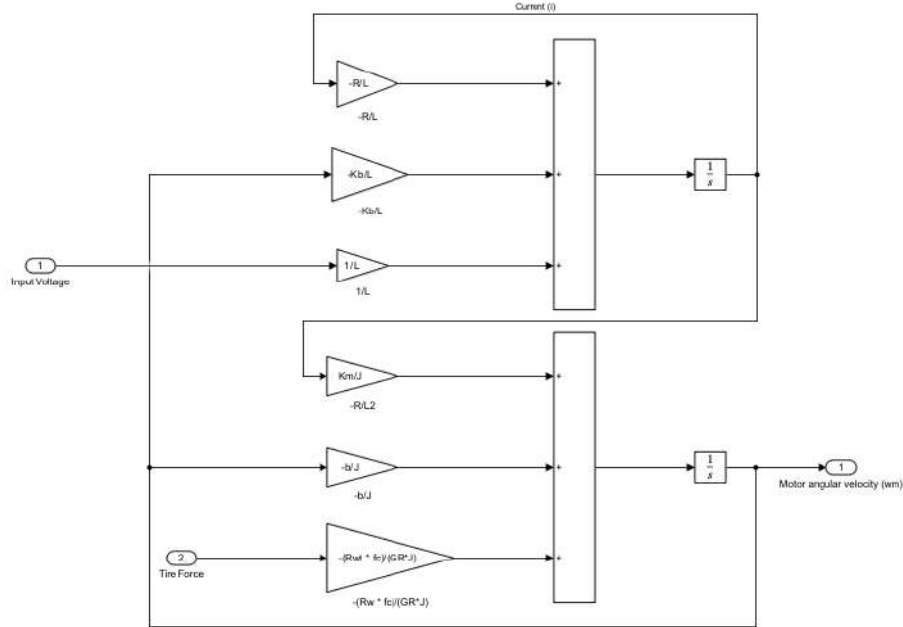 Current (i)
-R/L
+
-R/L
-Kb/L
+
1
s
-Kb/L
1
1/L
+
Input Voltage
1/L
Km/J
+
-R/L2
-b/J
+
1
s
1
-b/J
Motor angular velocity (wm)
2
-(Rwt * fc)/(GR*J)
+
Tire Force
-(Rw * fc)/(GR*J)